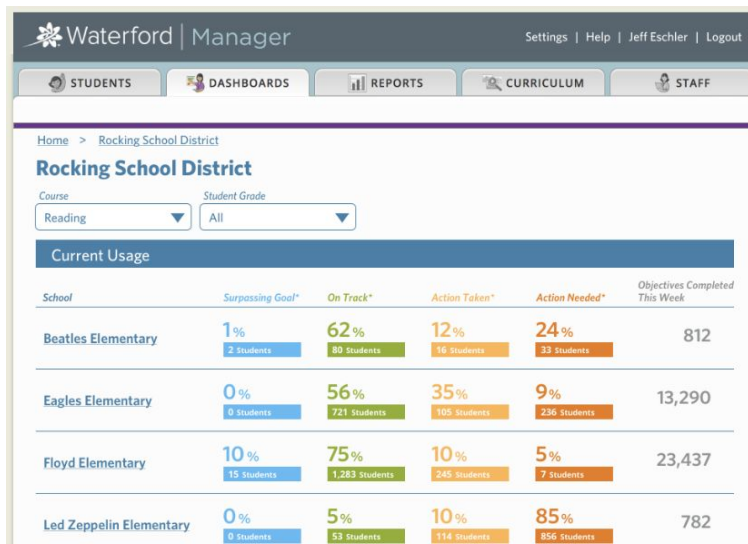 Waterford | Manager
Settings | Help | Jeff Eschler | Logout
STUDENTS DASHBOARDS REPORTS CURRICULUM STAFF
Home > Rocking School District
Rocking School District
Course Student Grade
Reading All
Current Usage
School Surpassing Goal* On Track* Action Taken* Action Needed* Objectives Completed This Week
Beatles Elementary 1% 62% 12% 24% 812
2 Students 80 Students 16 Students 33 Students
Eagles Elementary 0% 56% 35% 9% 13,290
0 Students 721 Students 105 Students 236 Students
Floyd Elementary 10% 75% 10% 5% 23,437
15 Students 1,283 Students 245 Students 7 Students
Led Zeppelin Elementary 0% 5% 10% 85% 782
0 Students 53 Students 114 Students 856 Students